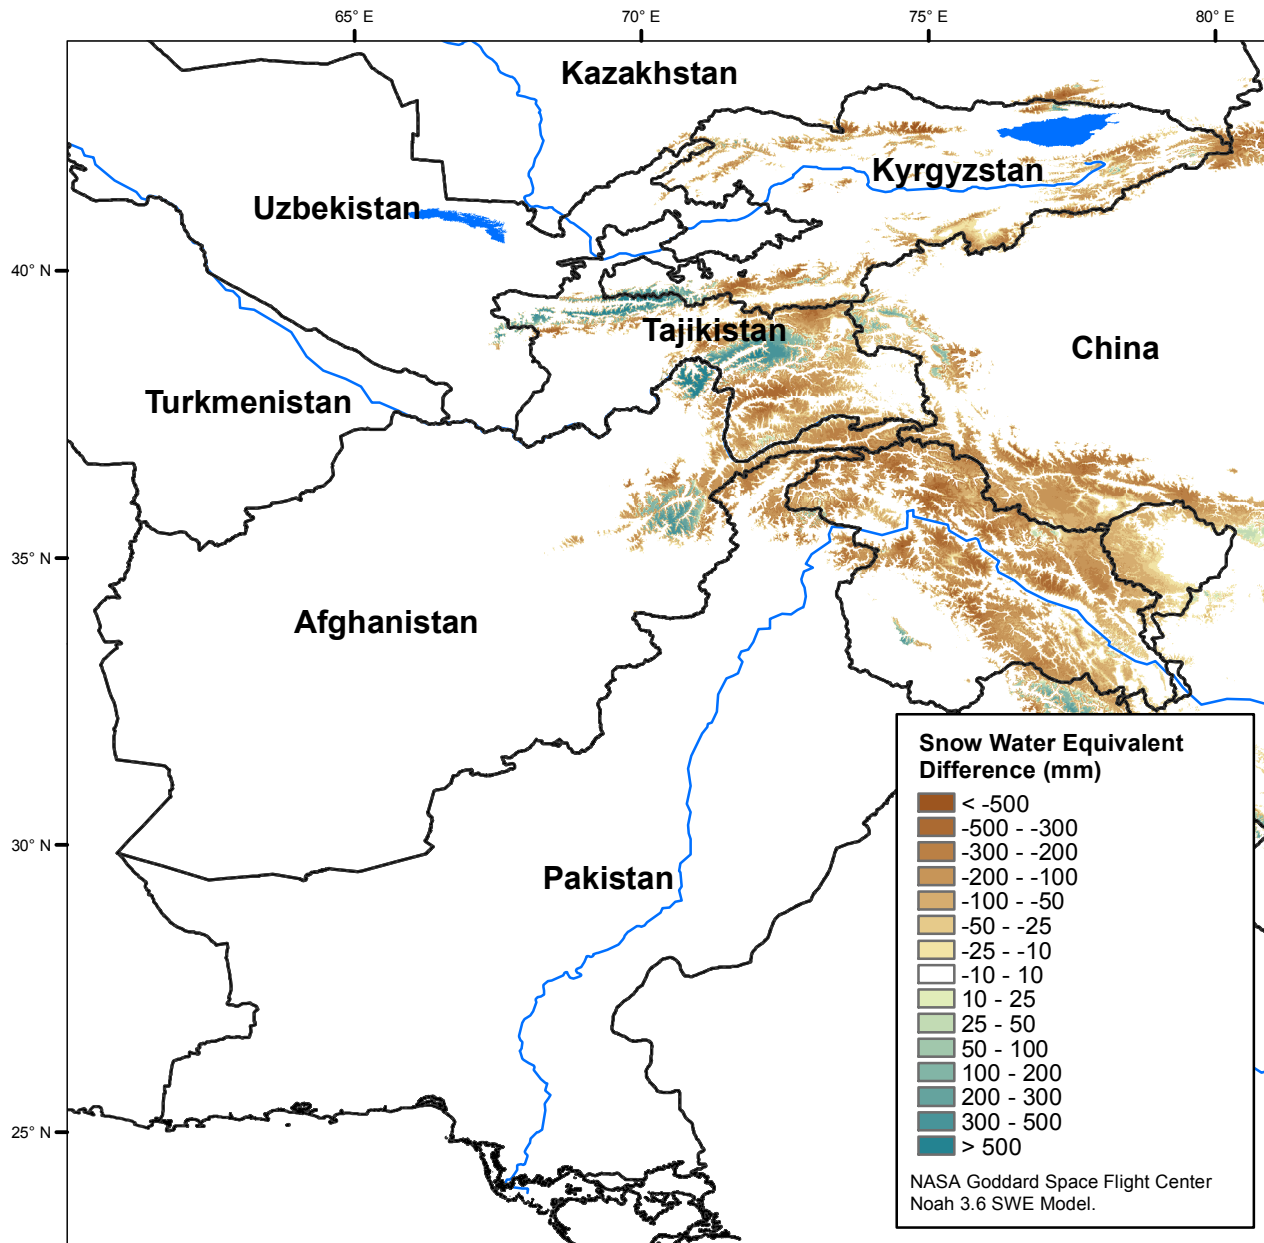 65° E
70° E
75° E
80° E
Kazakhstan
Kyrgyzstan
Uzbekistan
40° N
Tajikistan
China
Turkmenistan
35° N
Afghanistan
Snow Water Equivalent
Difference (mm)
< -500
-500 - -300
-300 - -200
-200 - -100
-100 - -50
-50 - -25
-25 - -10
-10 - 10
10 - 25
25 - 50
50 - 100
100 - 200
200 - 300
300 - 500
> 500
NASA Goddard Space Flight Center
Noah 3.6 SWE Model.
30° N
Pakistan
25° N